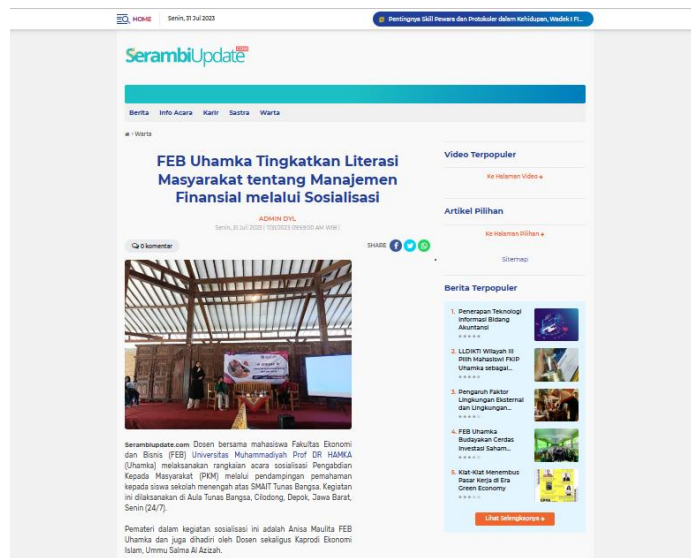 HOME
Senin, 31 Jul 2023
Pentingnya Skill Pewara dan Protokoler dalam Kehidupan, Wadek I Fi...
SerambiUpdate
Berita Info Acara Karir Sastra Warta
Warta
FEB Uhamka Tingkatkan Literasi
Masyarakat tentang Manajemen
Finansial melalui Sosialisasi
ADMIN DYL
0 komentar
SHARE
Serambiupdate.com Dosen bersama mahasiswa Fakultas Ekonomi
dan Bisnis (FEB) Universitas Muhammadiyah Prof DR HAMKA
(Uhamka) melaksanakan rangkaian acara sosialisasi Pengabdian
Kepada Masyarakat (PKM) melalui pendampingan pemahaman
kepada siswa sekolah menengah atas SMAIT Tunas Bangsa. Kegiatan
ini dilaksanakan di Aula Tunas Bangsa, Cilodong, Depok, Jawa Barat,
Senin (24/7).
Pemateri dalam kegiatan sosialisasi ini adalah Anisa Maulita FEB
Uhamka dan juga dihadiri oleh Dosen sekaligus Kaprodi Ekonomi
Islam, Ummu Salma Al Azizah.
Video Terpopuler
Ke Halaman Video
Artikel Pilihan
Ke Halaman Pilihan
Sitemap
Berita Terpopuler
1. Penerapan Teknologi
Informasi Bidang
Akuntansi
2. LLDIKTI Wilayah III
Pilih Mahasiswi FKIP
Uhamka sebagai...
3. Pengaruh Faktor
Lingkungan Eksternal
dan Lingkungan...
4. FEB Uhamka
Budayakan Cerdas
Investasi Saham...
5. Kiat-Kiat Menembus
Pasar Kerja di Era
Green Economy
Lihat Selengkapnya